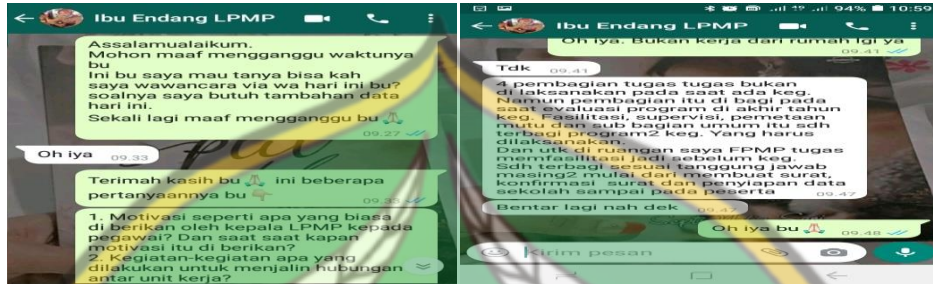 Ibu Endang LPMP
Assalamualaikum.
Mohon maaf mengganggu waktunya
bu
Ini bu saya mau tanya bisa kah
saya wawancara via wa hari ini bu?
soalnya saya butuh tambahan data
hari ini.
Sekali lagi maaf mengganggu bu 🙏
09.27
Oh iya 09.33
Terimah kasih bu 🙏 ini beberapa
pertanyaannya bu 👇
09.33
1. Motivasi seperti apa yang biasa
di berikan oleh kepala LPMP kepada
pegawai? Dan saat saat kapan
motivasi itu di berikan?
2. Kegiatan-kegiatan apa yang
dilakukan untuk menjalin hubungan
antar unit kerja?
94% 10:59
Ibu Endang LPMP
Oh iya. Bukan kerja dari rumah lgi ya
09.41
Tdk 09.41
4 pembagian tugas tugas bukan
di laksanakan pada saat ada keg.
Namun pembagian itu di bagi pada
saat evaluasi program di akhir tahun
keg. Fasilitasi, supervisi, pemetaan
mutu dan sub bagian umum itu sdh
terbagi program2 keg. Yang harus
dilaksanakan.
Dan utk di ruangan saya FPMP tugas
memfasilitasi jadi sebelum keg.
Sdh terbagi sesuai tanggung jawab
masing2 mulai dari membuat surat,
konfirmasi surat dan penyiapan data
sekolah sampai pada peserta
09.47
Bentar lagi nah dek 09.47
Oh iya bu 🙏 09.48
Kirim pesan